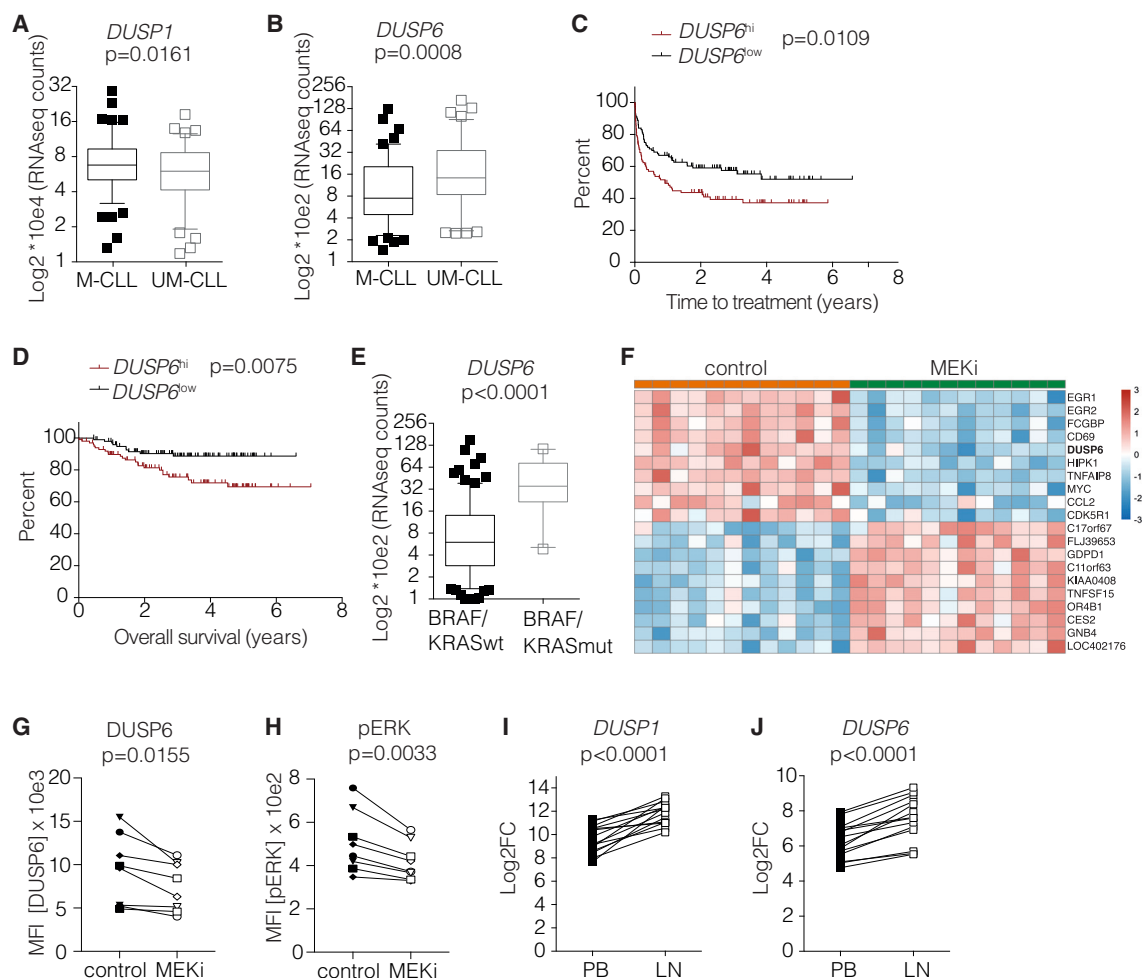 A
DUSP1
p=0.0161
Log2 *10e4 (RNAseq counts)
32
16
8
4
2
1
M-CLL
UM-CLL
B
DUSP6
p=0.0008
Log2 *10e2 (RNAseq counts)
256
128
64
32
16
8
4
2
1
M-CLL
UM-CLL
C
DUSP6hi
DUSP6low
p=0.0109
Percent
100
80
60
40
20
0
0 2 4 6 8
Time to treatment (years)
D
DUSP6hi
DUSP6low
p=0.0075
Percent
100
80
60
40
20
0
0 2 4 6 8
Overall survival (years)
E
DUSP6
p<0.0001
Log2 *10e2 (RNAseq counts)
256
128
64
32
16
8
4
2
1
BRAF/
KRASwt
BRAF/
KRASmut
F
control
MEKi
EGR1
EGR2
FCGBP
CD69
DUSP6
HIPK1
TNFAIP8
MYC
CCL2
CDK5R1
C17orf67
FLJ39653
GDPD1
C11orf63
KIAA0408
TNFSF15
OR4B1
CES2
GNB4
LOC402176
3
2
1
0
-1
-2
-3
G
DUSP6
p=0.0155
MFI [DUSP6] x 10e3
20
15
10
5
0
control MEKi
H
pERK
p=0.0033
MFI [pERK] x 10e2
8
6
4
2
0
control MEKi
I
DUSP1
p<0.0001
Log2FC
14
12
10
8
6
4
2
0
PB
LN
J
DUSP6
p<0.0001
Log2FC
10
8
6
4
2
0
PB
LN